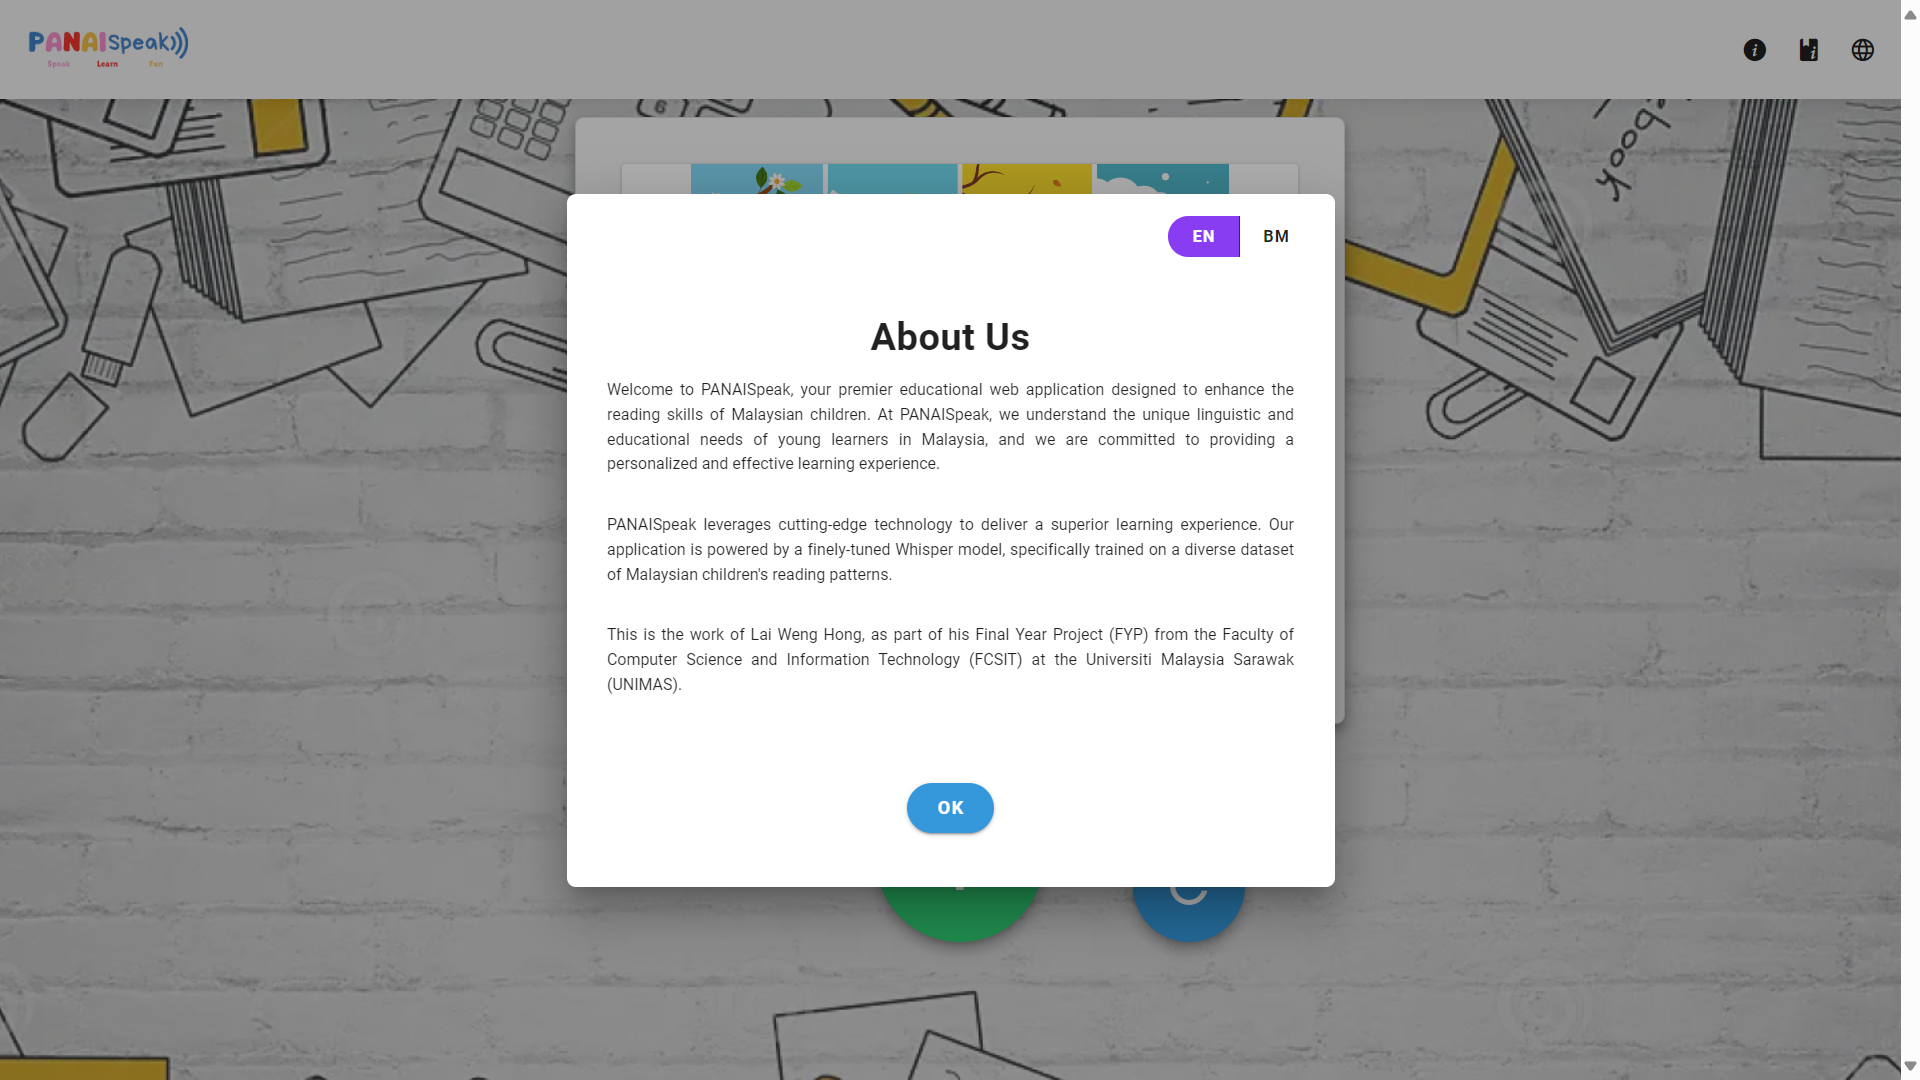 PANAISpeak
Speak Learn Fun
book
EN BM
About Us
Welcome to PANAISpeak, your premier educational web application designed to enhance the
reading skills of Malaysian children. At PANAISpeak, we understand the unique linguistic and
educational needs of young learners in Malaysia, and we are committed to providing a
personalized and effective learning experience.
PANAISpeak leverages cutting-edge technology to deliver a superior learning experience. Our
application is powered by a finely-tuned Whisper model, specifically trained on a diverse dataset
of Malaysian children's reading patterns.
This is the work of Lai Weng Hong, as part of his Final Year Project (FYP) from the Faculty of
Computer Science and Information Technology (FCSIT) at the Universiti Malaysia Sarawak
(UNIMAS).
OK